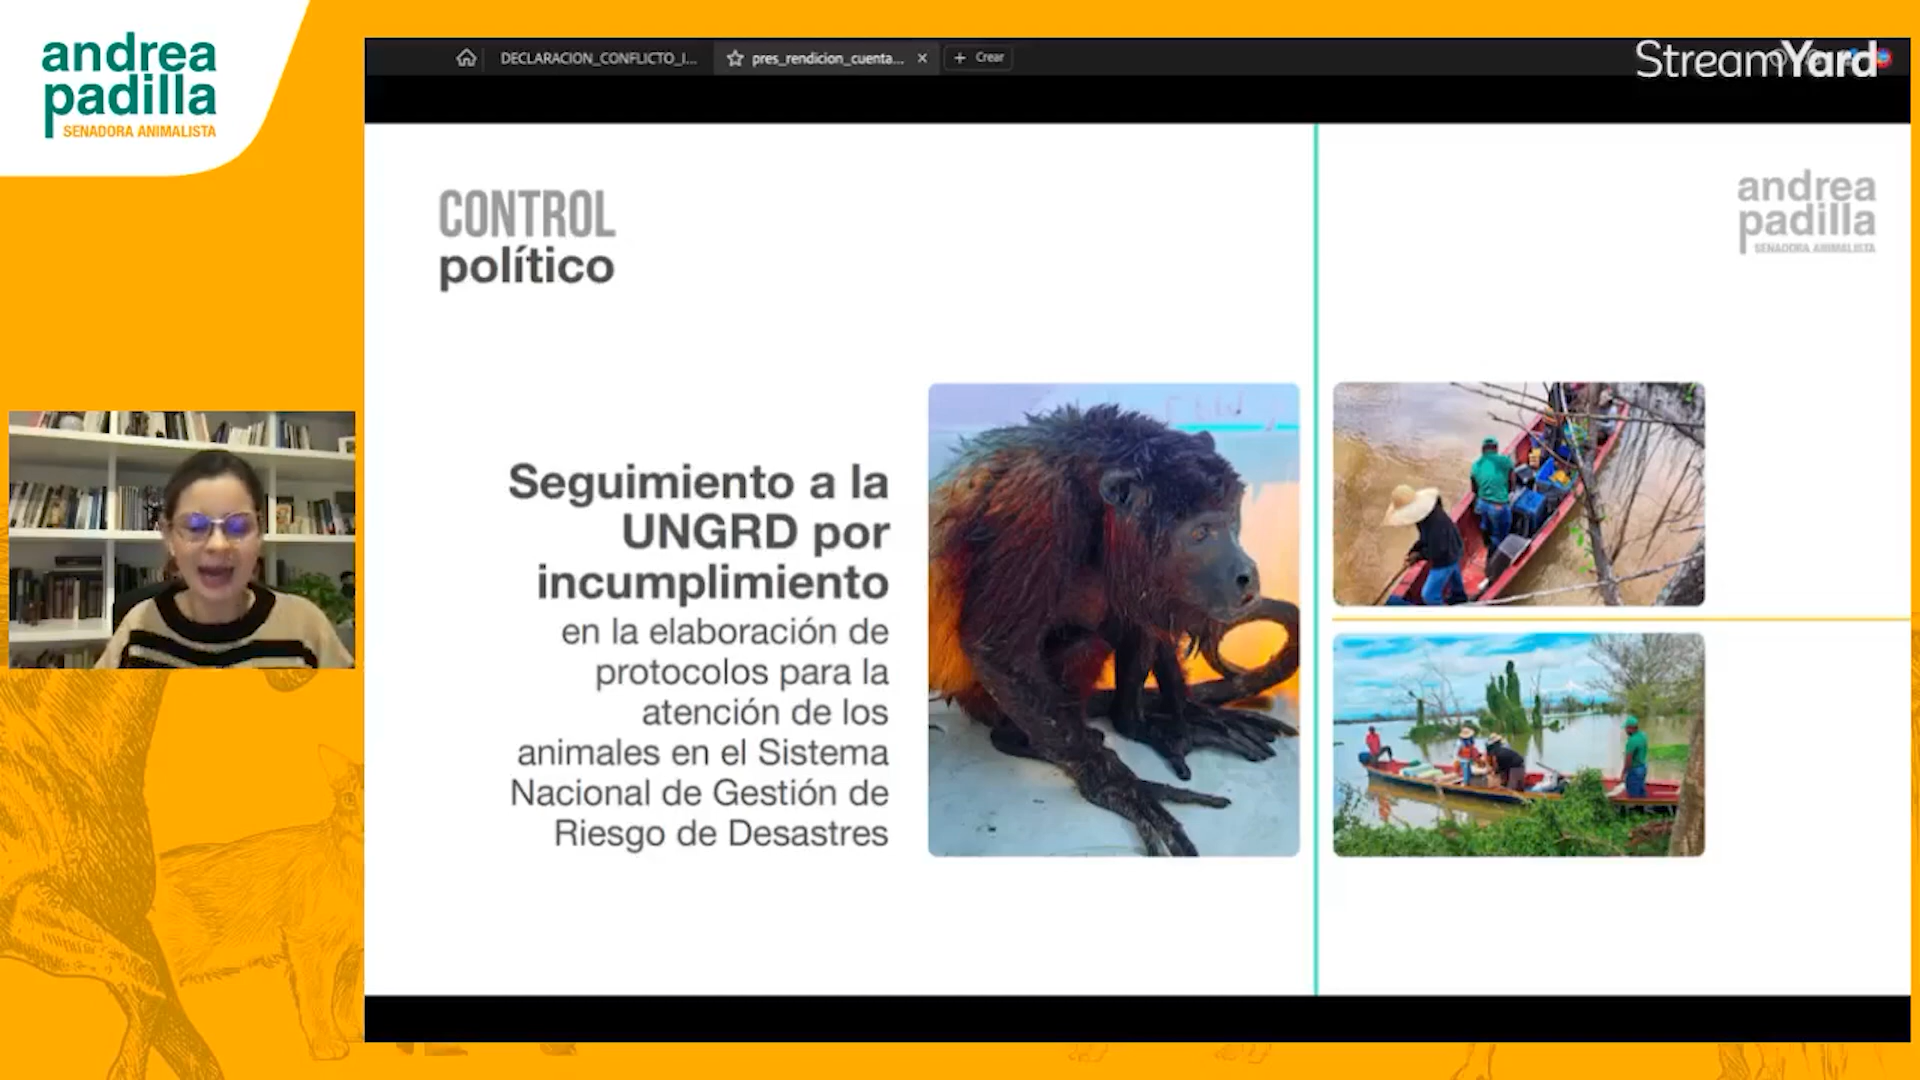 andrea
padilla
SENADORA ANIMALISTA
DECLARACION_CONFLICTO_I...
pres_rendicion_cuenta...
Crear
StreamYard
CONTROL
político
andrea
padilla
SENADORA ANIMALISTA
Seguimiento a la
UNGRD por
incumplimiento
en la elaboración de
protocolos para la
atención de los
animales en el Sistema
Nacional de Gestión de
Riesgo de Desastres